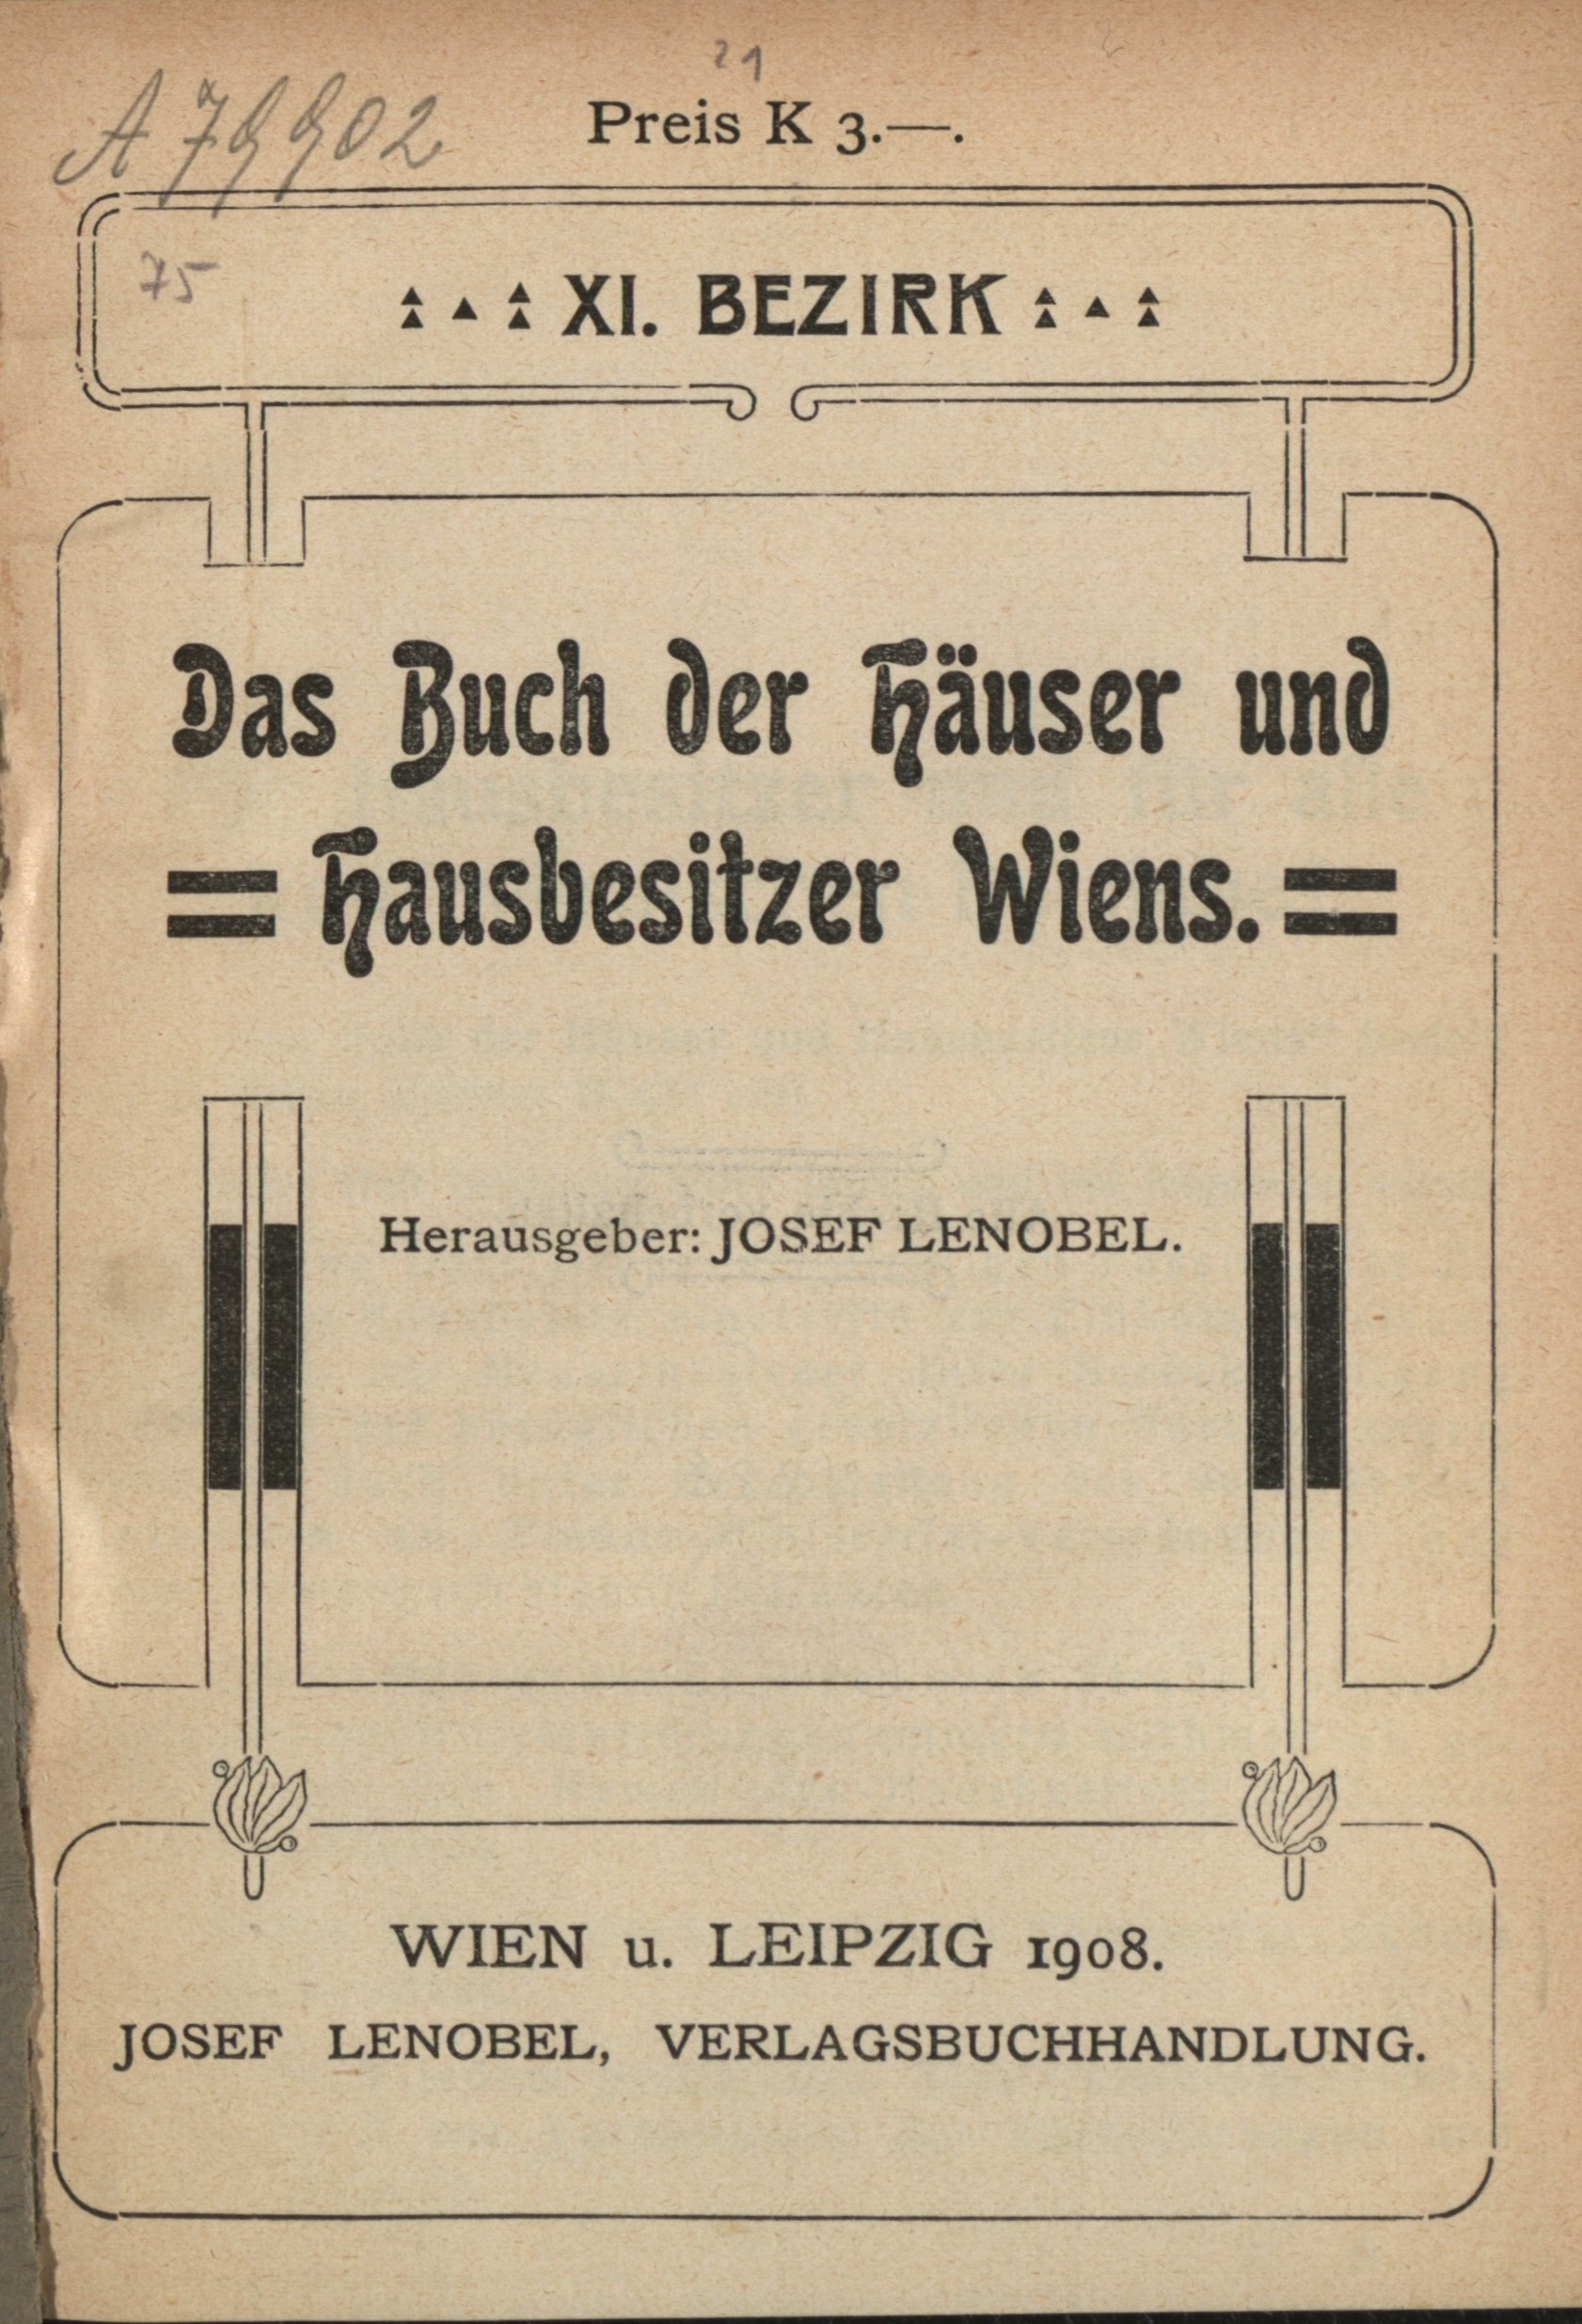 21
A 79902
Preis K 3.—.
75
XI. BEZIRK
Das Buch der Häuser und
Hausbesitzer Wiens.
Herausgeber: JOSEF LENOBEL.
WIEN u. LEIPZIG 1908.
JOSEF LENOBEL, VERLAGSBUCHHANDLUNG.